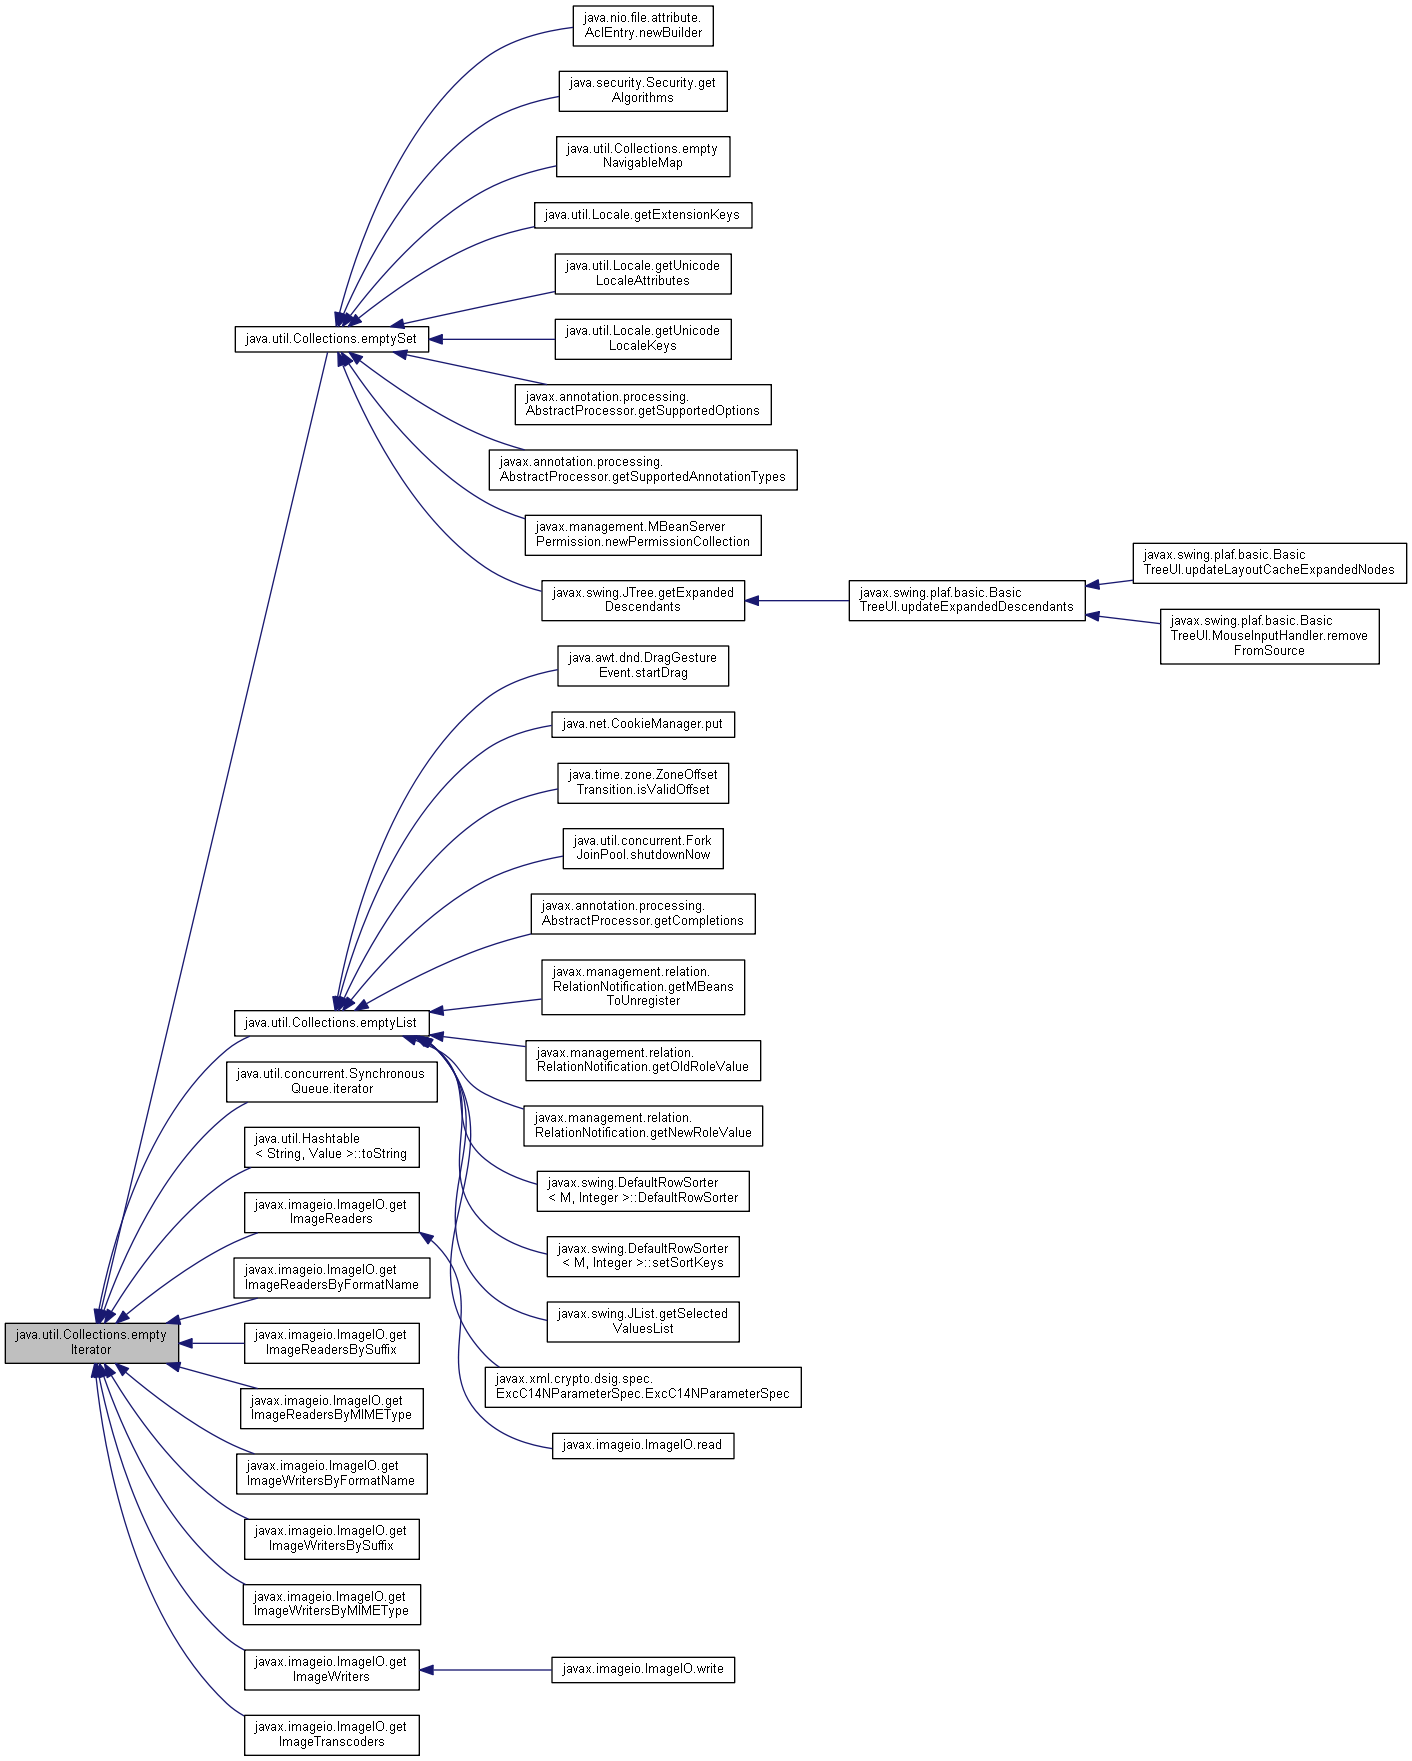 java.nio.file.attribute.
AclEntry.newBuilder
java.security.Security.get
Algorithms
java.util.Collections.empty
NavigableMap
java.util.Locale.getExtensionKeys
java.util.Locale.getUnicode
LocaleAttributes
java.util.Collections.emptySet
java.util.Locale.getUnicode
LocaleKeys
javax.annotation.processing.
AbstractProcessor.getSupportedOptions
javax.annotation.processing.
AbstractProcessor.getSupportedAnnotationTypes
javax.management.MBeanServer
Permission.newPermissionCollection
javax.swing.JTree.getExpanded
Descendants
javax.swing.plaf.basic.Basic
TreeUI.updateExpandedDescendants
javax.swing.plaf.basic.Basic
TreeUI.updateLayoutCacheExpandedNodes
javax.swing.plaf.basic.Basic
TreeUI.MouseInputHandler.remove
FromSource
java.awt.dnd.DragGesture
Event.startDrag
java.net.CookieManager.put
java.time.zone.ZoneOffset
Transition.isValidOffset
java.util.concurrent.Fork
JoinPool.shutdownNow
javax.annotation.processing.
AbstractProcessor.getCompletions
javax.management.relation.
RelationNotification.getMBeans
ToUnregister
java.util.Collections.emptyList
javax.management.relation.
RelationNotification.getOldRoleValue
javax.management.relation.
RelationNotification.getNewRoleValue
javax.swing.DefaultRowSorter
< M, Integer >::DefaultRowSorter
javax.swing.DefaultRowSorter
< M, Integer >::setSortKeys
javax.swing.JList.getSelected
ValuesList
javax.xml.crypto.dsig.spec.
ExcC14NParameterSpec.ExcC14NParameterSpec
javax.imageio.ImageIO.read
java.util.concurrent.Synchronous
Queue.iterator
java.util.Hashtable
< String, Value >::toString
javax.imageio.ImageIO.get
ImageReaders
javax.imageio.ImageIO.get
ImageReadersByFormatName
java.util.Collections.empty
Iterator
javax.imageio.ImageIO.get
ImageReadersBySuffix
javax.imageio.ImageIO.get
ImageReadersByMIMEType
javax.imageio.ImageIO.get
ImageWritersByFormatName
javax.imageio.ImageIO.get
ImageWritersBySuffix
javax.imageio.ImageIO.get
ImageWritersByMIMEType
javax.imageio.ImageIO.get
ImageWriters
javax.imageio.ImageIO.write
javax.imageio.ImageIO.get
ImageTranscoders